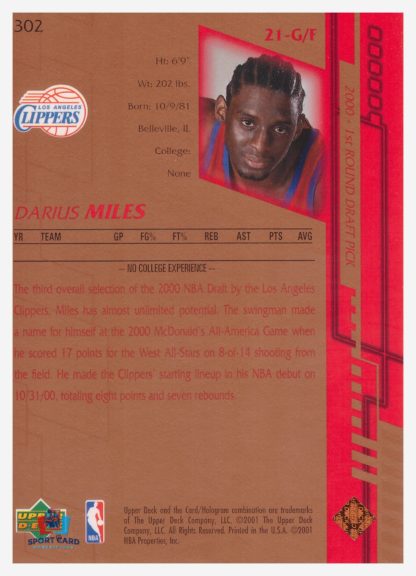 302
21-G/F
Ht: 6'9"
Wt: 202 lbs.
Born: 10/9/81
Belleville, IL
College:
None
LOS ANGELES
CLIPPERS
2000 - 1st ROUND DRAFT PICK
DARIUS MILES
YR TEAM GP FG% FT% REB AST PTS AVG
-- NO COLLEGE EXPERIENCE --
The third overall selection of the 2000 NBA Draft by the Los Angeles
Clippers, Miles has almost unlimited potential. The swingman made
a name for himself at the 2000 McDonald's All-America Game when
he scored 17 points for the West All-Stars on 8-of-14 shooting from
the field. He made the Clippers' starting lineup in his NBA debut on
10/31/00, totaling eight points and seven rebounds.
UPPER
DECK
SPORT CARD
NBA
Upper Deck and the Card/Hologram combination are trademarks
of The Upper Deck Company, LLC. ©2001 The Upper Deck
Company, LLC. All Rights Reserved. Printed in the U.S.A. ©2001
NBA Properties, Inc.